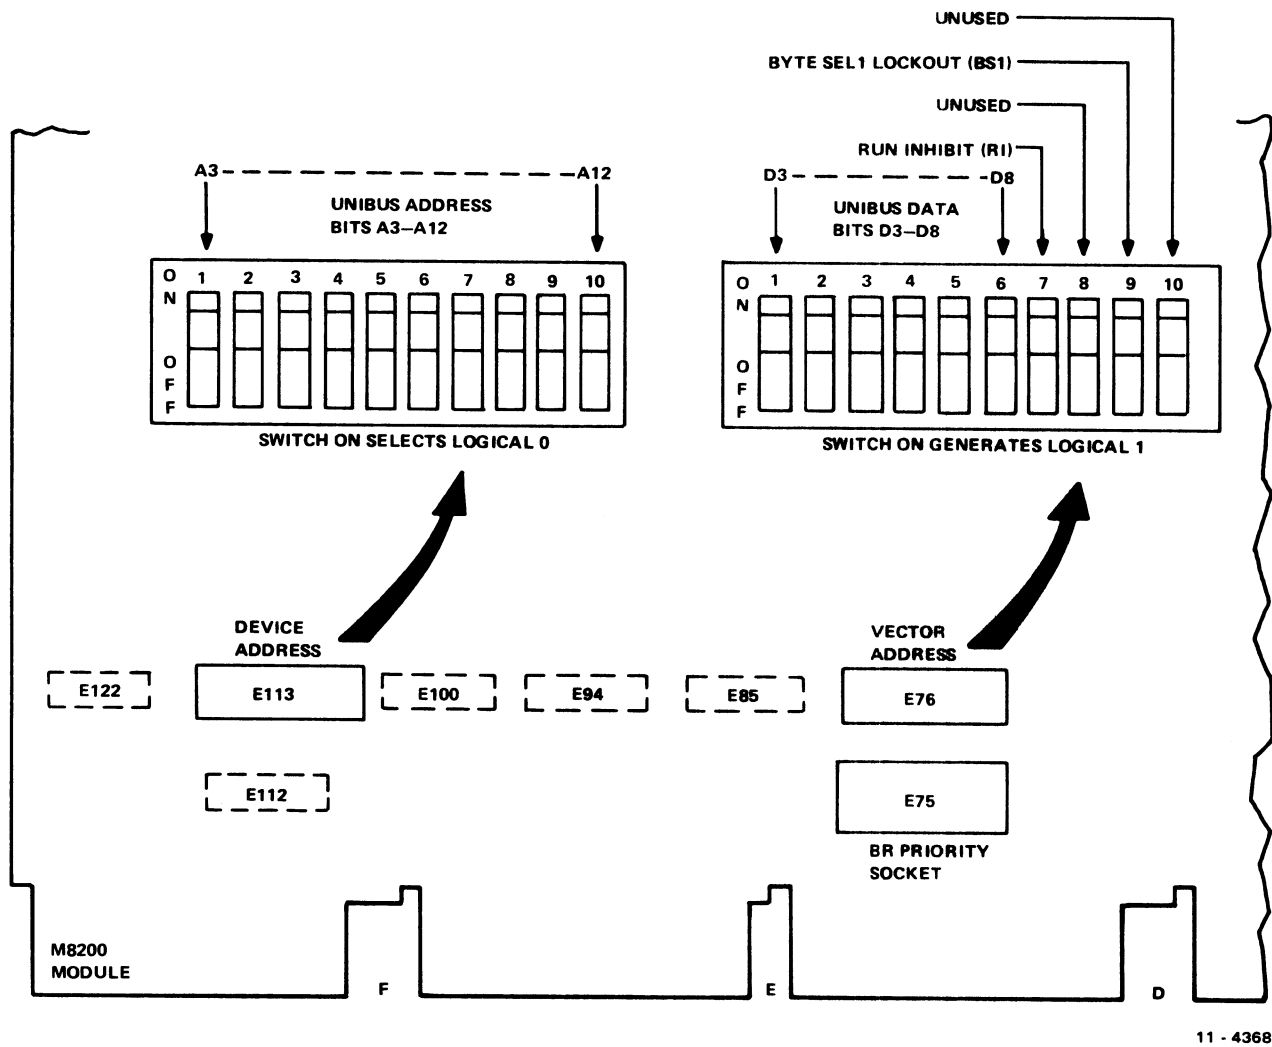 UNUSED
BYTE SEL1 LOCKOUT (BS1)
UNUSED
RUN INHIBIT (RI)
A3 A12
UNIBUS ADDRESS
BITS A3–A12
D3 D8
UNIBUS DATA
BITS D3–D8
ON 1 2 3 4 5 6 7 8 9 10
OFF
SWITCH ON SELECTS LOGICAL 0
ON 1 2 3 4 5 6 7 8 9 10
OFF
SWITCH ON GENERATES LOGICAL 1
DEVICE
ADDRESS
VECTOR
ADDRESS
E122 E113 E100 E94 E85 E76
E112 E75
BR PRIORITY
SOCKET
M8200
MODULE
F E D
11 - 4368